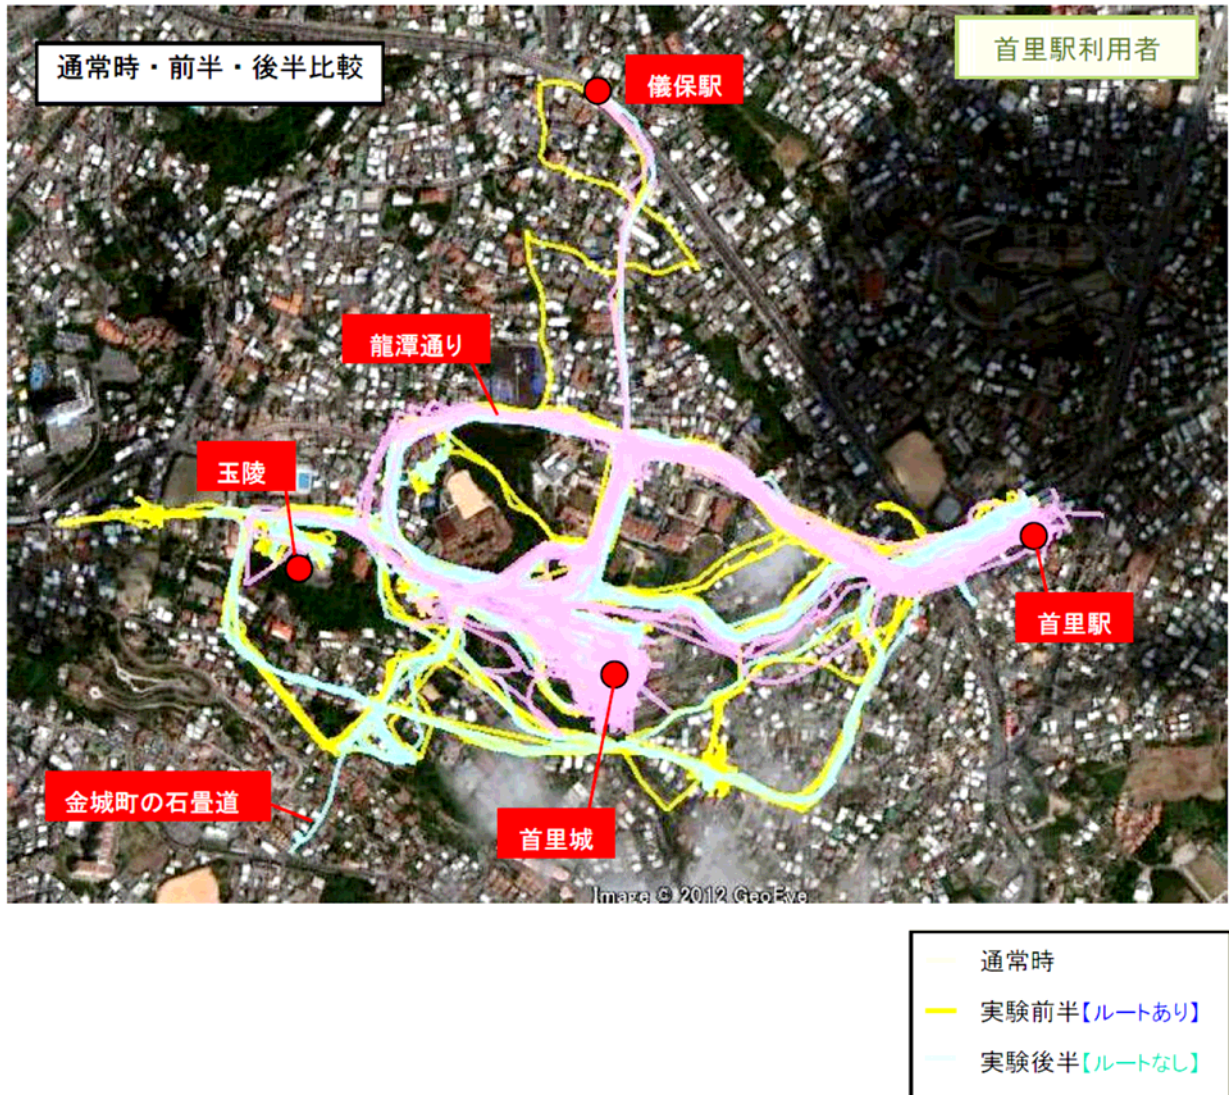 通常時・前半・後半比較
首里駅利用者
儀保駅
龍潭通り
玉陵
首里駅
金城町の石畳道
首里城
Image © 2012 GeoEye
通常時
実験前半【ルートあり】
実験後半【ルートなし】